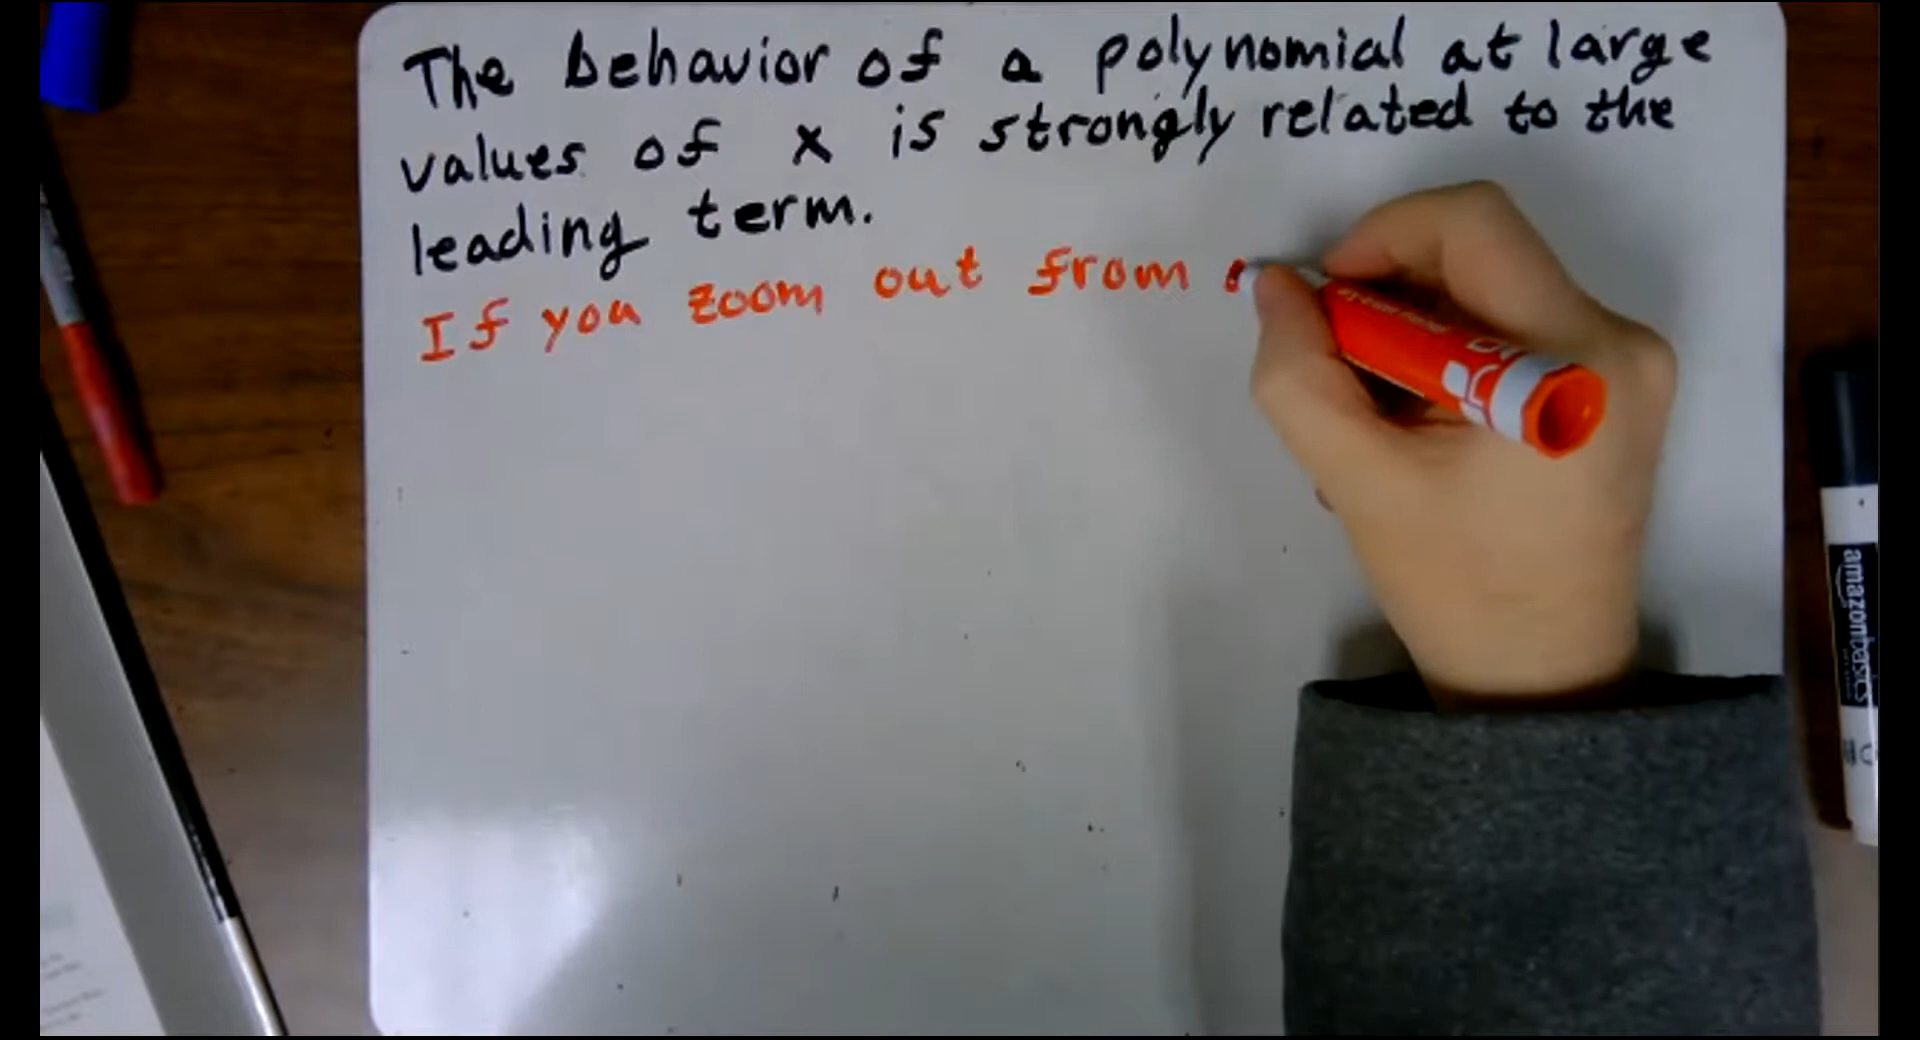 The behavior of a polynomial at large
values of x is strongly related to the
leading term.
If you zoom out from
amazonbasics